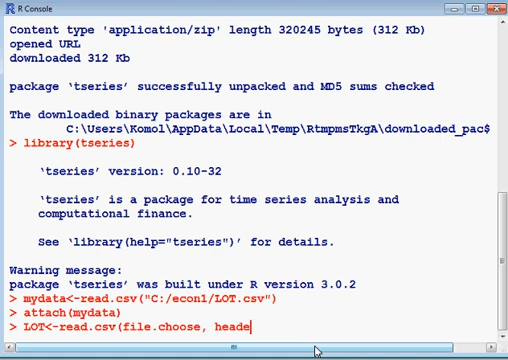 R Console
Content type 'application/zip' length 320245 bytes (312 Kb)
opened URL
downloaded 312 Kb
package ‘tseries’ successfully unpacked and MD5 sums checked
The downloaded binary packages are in
C:\Users\Komol\AppData\Local\Temp\RtmpmsTkgA\downloaded_pac$
> library(tseries)
‘tseries’ version: 0.10-32
‘tseries’ is a package for time series analysis and
computational finance.
See ‘library(help="tseries")’ for details.
Warning message:
package ‘tseries’ was built under R version 3.0.2
> mydata<-read.csv("C:/econ1/LOT.csv")
> attach(mydata)
> LOT<-read.csv(file.choose, heade